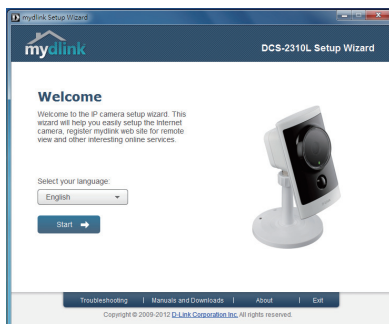 mydlink Setup Wizard
mydlink
DCS-2310L Setup Wizard
Welcome
Welcome to the IP camera setup wizard. This
wizard will help you easily setup the Internet
camera, register mydlink web site for remote
view and other interesting online services.
Select your language:
English
Start
Troubleshooting | Manuals and Downloads | About | Exit
Copyright © 2009-2012 D-Link Corporation Inc. All rights reserved.